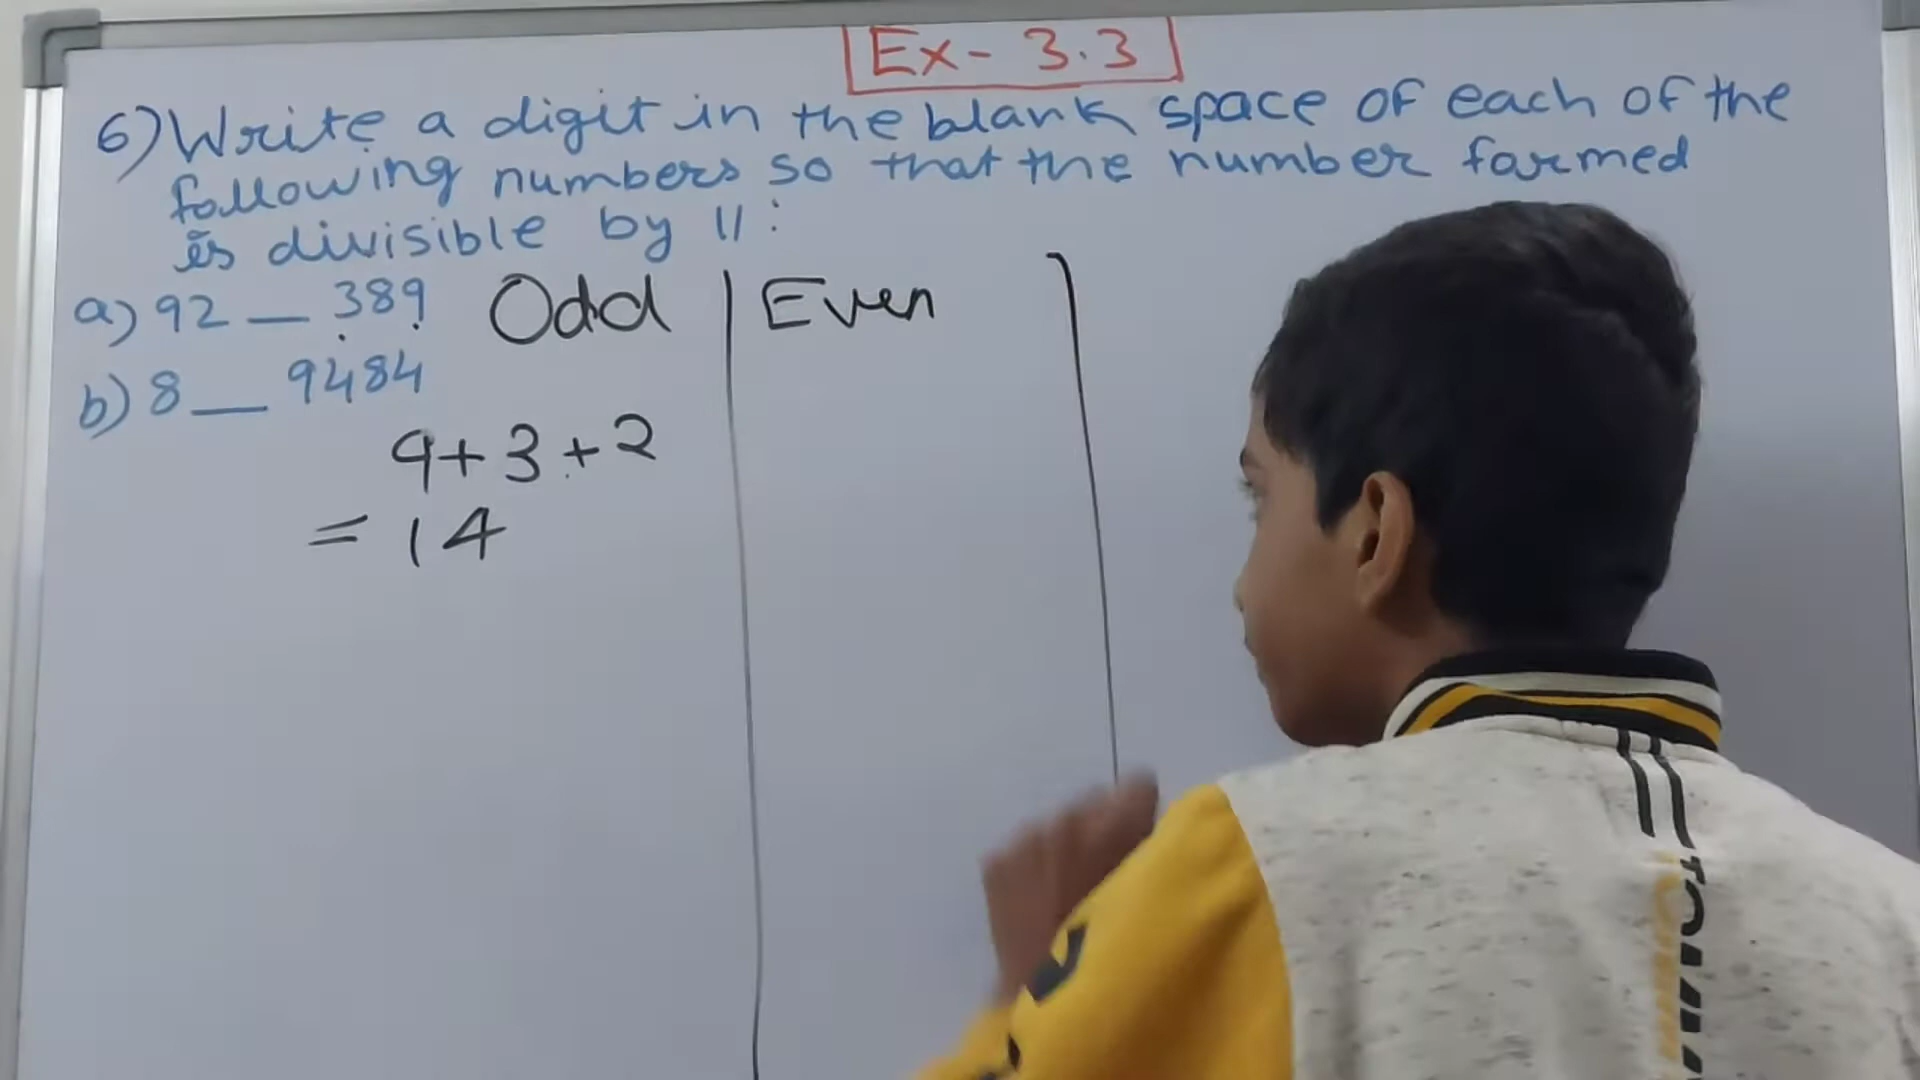 Ex- 3.3
6) Write a digit in the blank space of each of the
following numbers so that the number formed
is divisible by 11 :
a) 92 __ 389
Odd | Even
b) 8 __ 9484
9+3+2
= 14